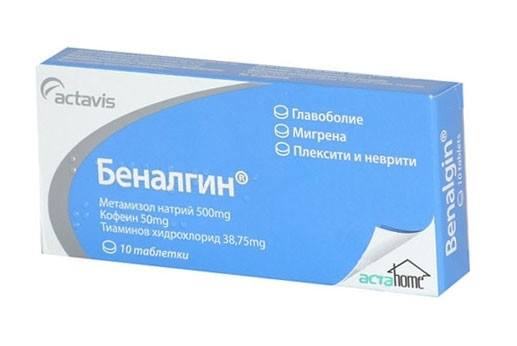 actavis
Главоболие
Мигрена
Плексити и неврити
Беналгин®
Метамизол натрий 500mg
Кофеин 50mg
Тиаминов хидрохлорид 38,75mg
10 таблетки
actahome
Benalgin®
10 Tablets